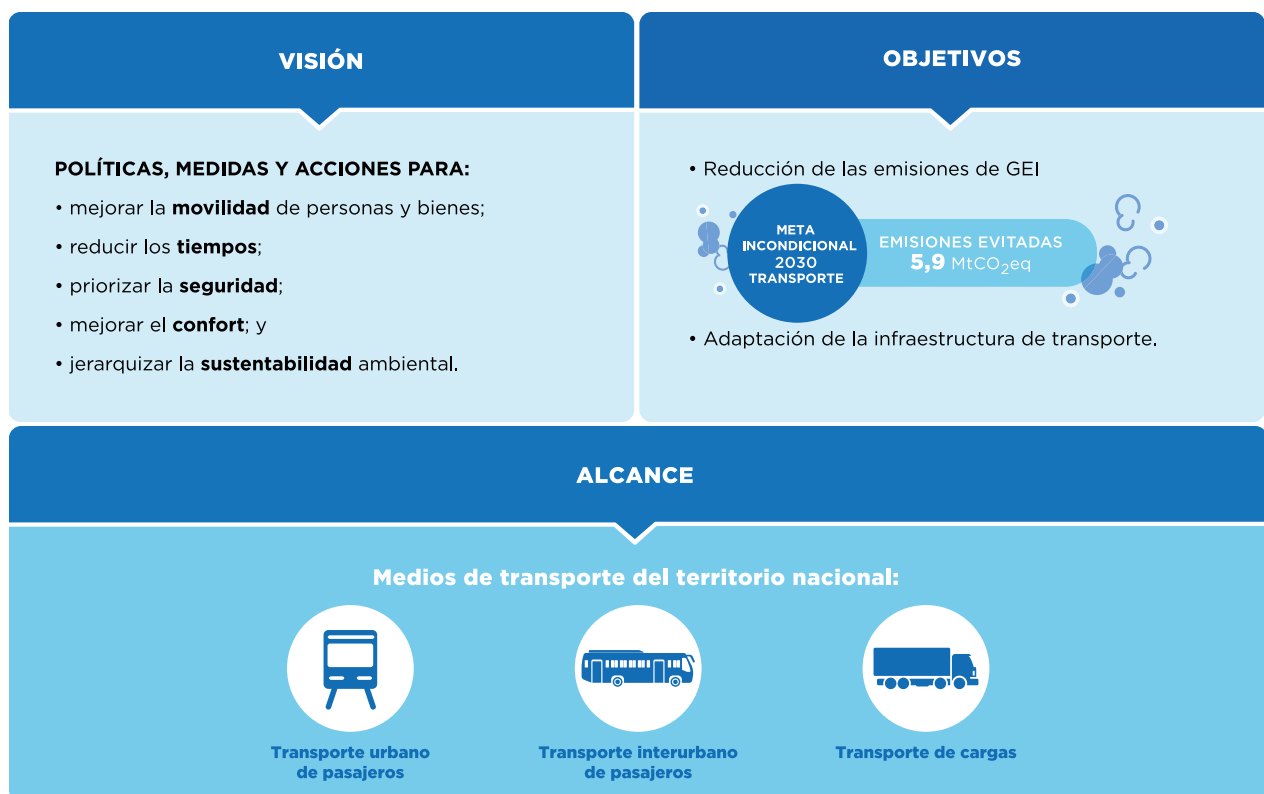 VISIÓN
POLÍTICAS, MEDIDAS Y ACCIONES PARA:
• mejorar la movilidad de personas y bienes;
• reducir los tiempos;
• priorizar la seguridad;
• mejorar el confort; y
• jerarquizar la sustentabilidad ambiental.
OBJETIVOS
• Reducción de las emisiones de GEI
META
INCONDICIONAL
2030
TRANSPORTE
EMISIONES EVITADAS
5,9 MtCO₂eq
• Adaptación de la infraestructura de transporte.
ALCANCE
Medios de transporte del territorio nacional:
Transporte urbano
de pasajeros
Transporte interurbano
de pasajeros
Transporte de cargas